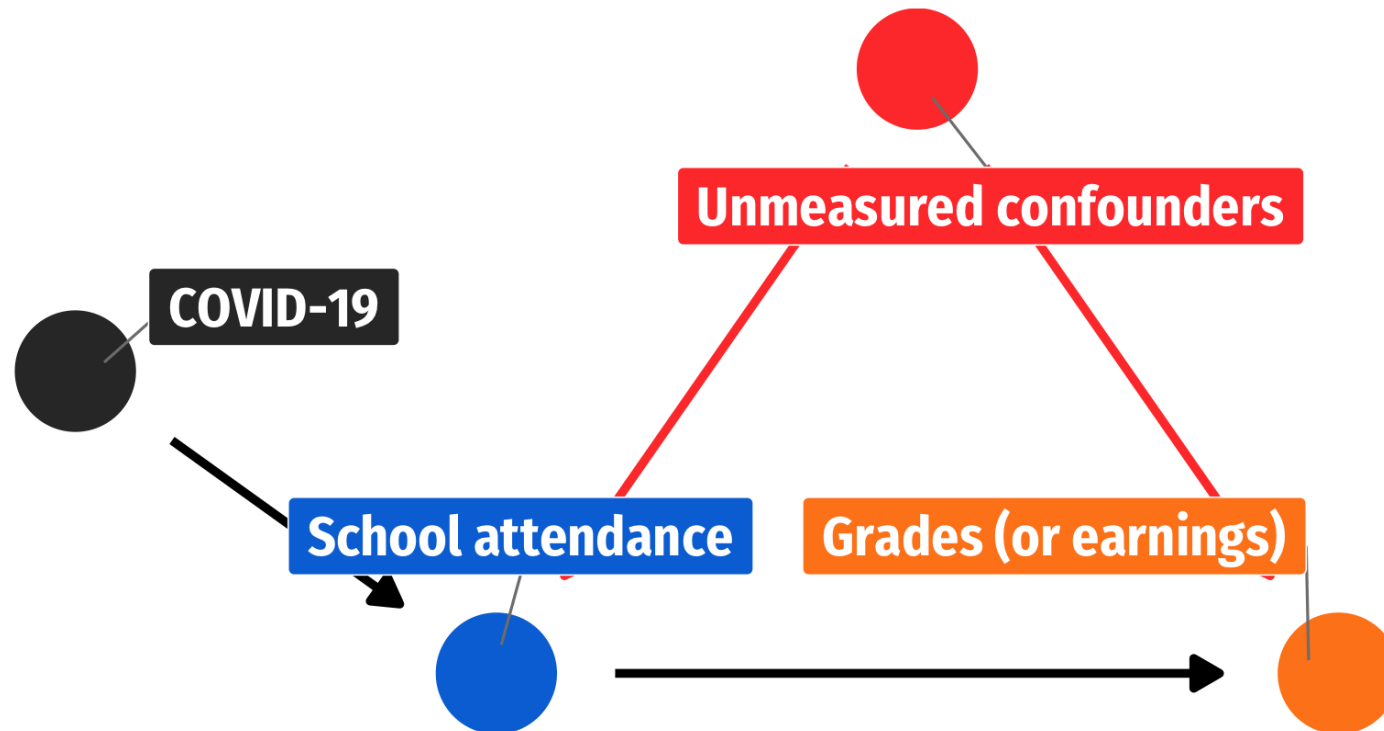 Unmeasured confounders
COVID-19
School attendance
Grades (or earnings)